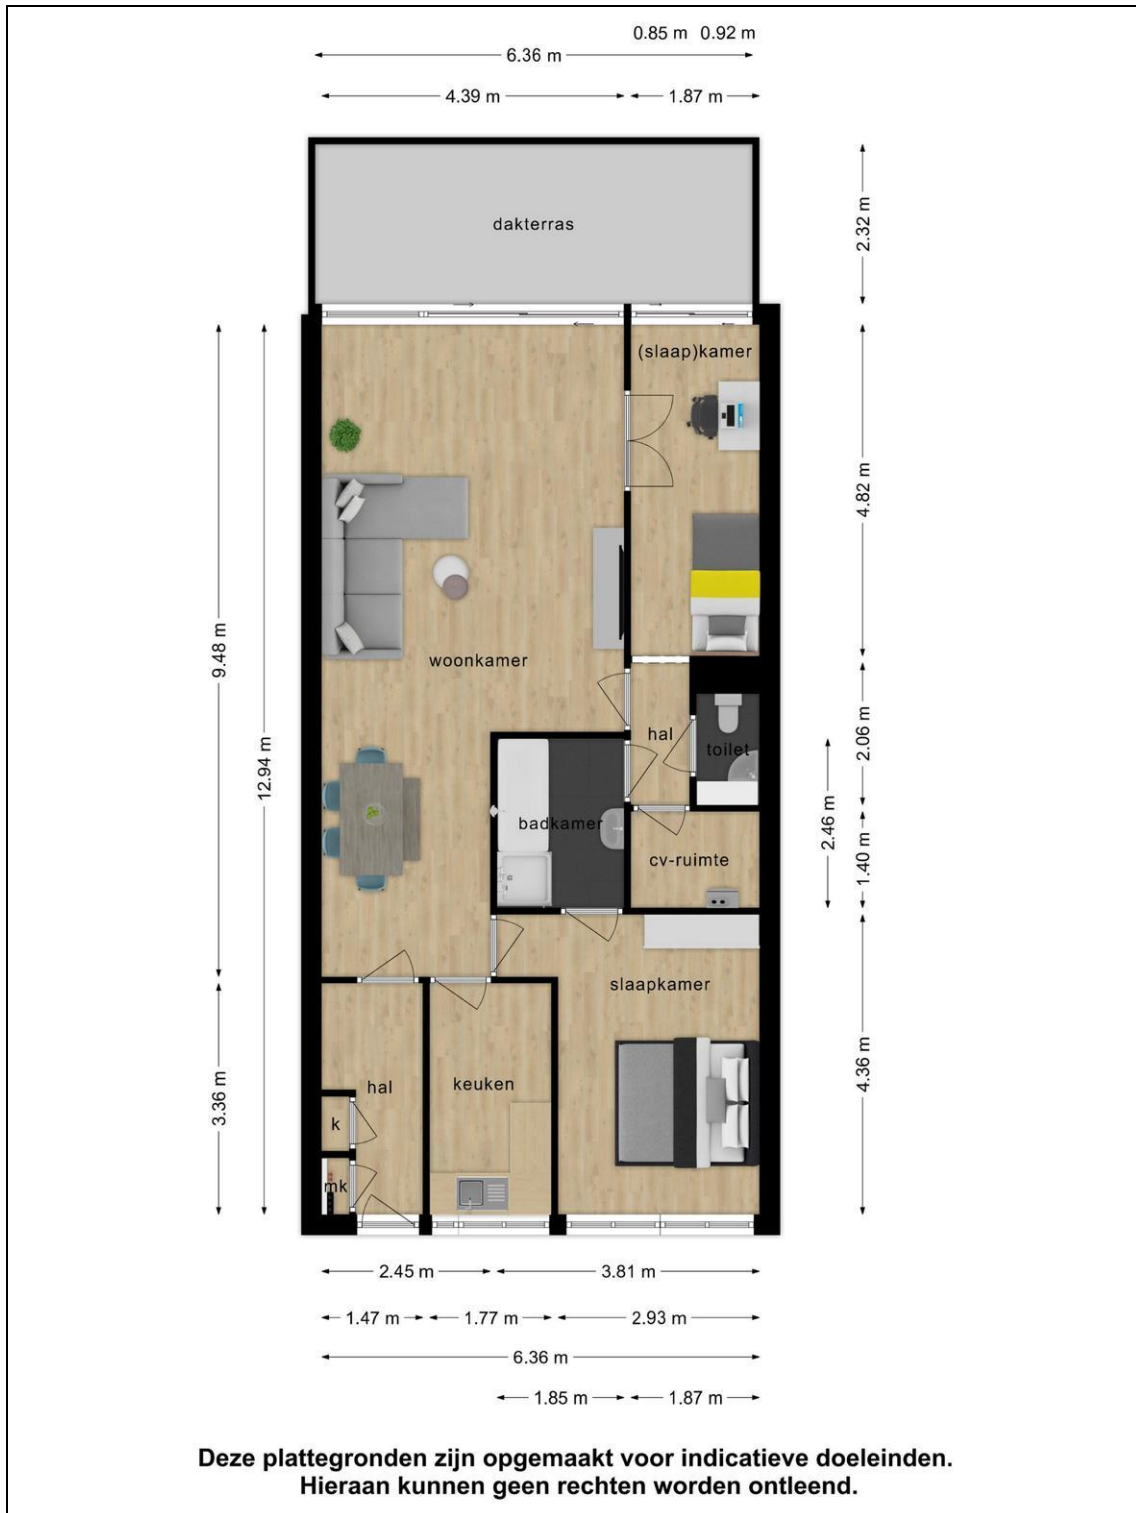 0.85 m 0.92 m
6.36 m
4.39 m 1.87 m
dakterras
2.32 m
(slaap)kamer
4.82 m
9.48 m
woonkamer
12.94 m
hal
toilet
2.06 m
badkamer
2.46 m
cv-ruimte
1.40 m
slaapkamer
4.36 m
3.36 m
hal
keuken
k
mk
2.45 m 3.81 m
1.47 m 1.77 m 2.93 m
6.36 m
1.85 m 1.87 m
Deze plattegronden zijn opgemaakt voor indicatieve doeleinden.
Hieraan kunnen geen rechten worden ontleend.